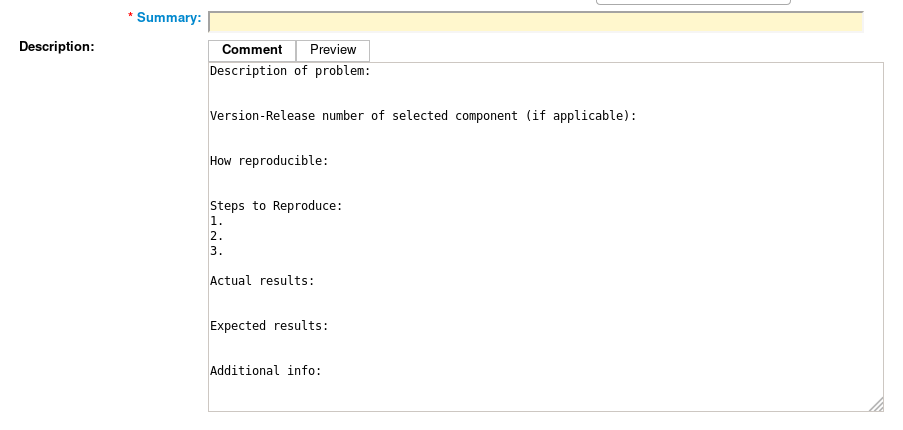 * Summary:
Description:
Comment Preview
Description of problem:
Version-Release number of selected component (if applicable):
How reproducible:
Steps to Reproduce:
1.
2.
3.
Actual results:
Expected results:
Additional info: